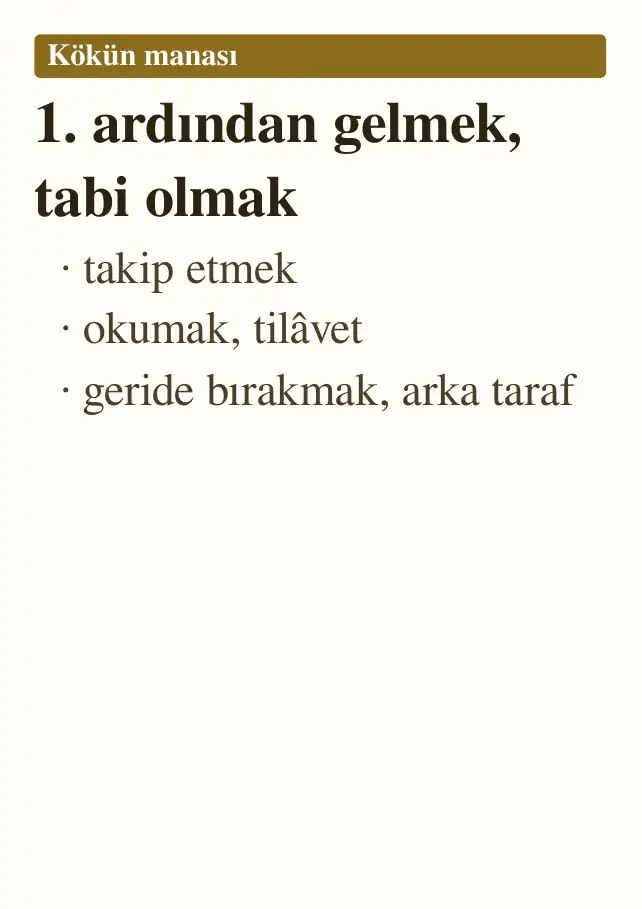 Kökün manası
1. ardından gelmek,
tabi olmak
· takip etmek
· okumak, tilâvet
· geride bırakmak, arka taraf